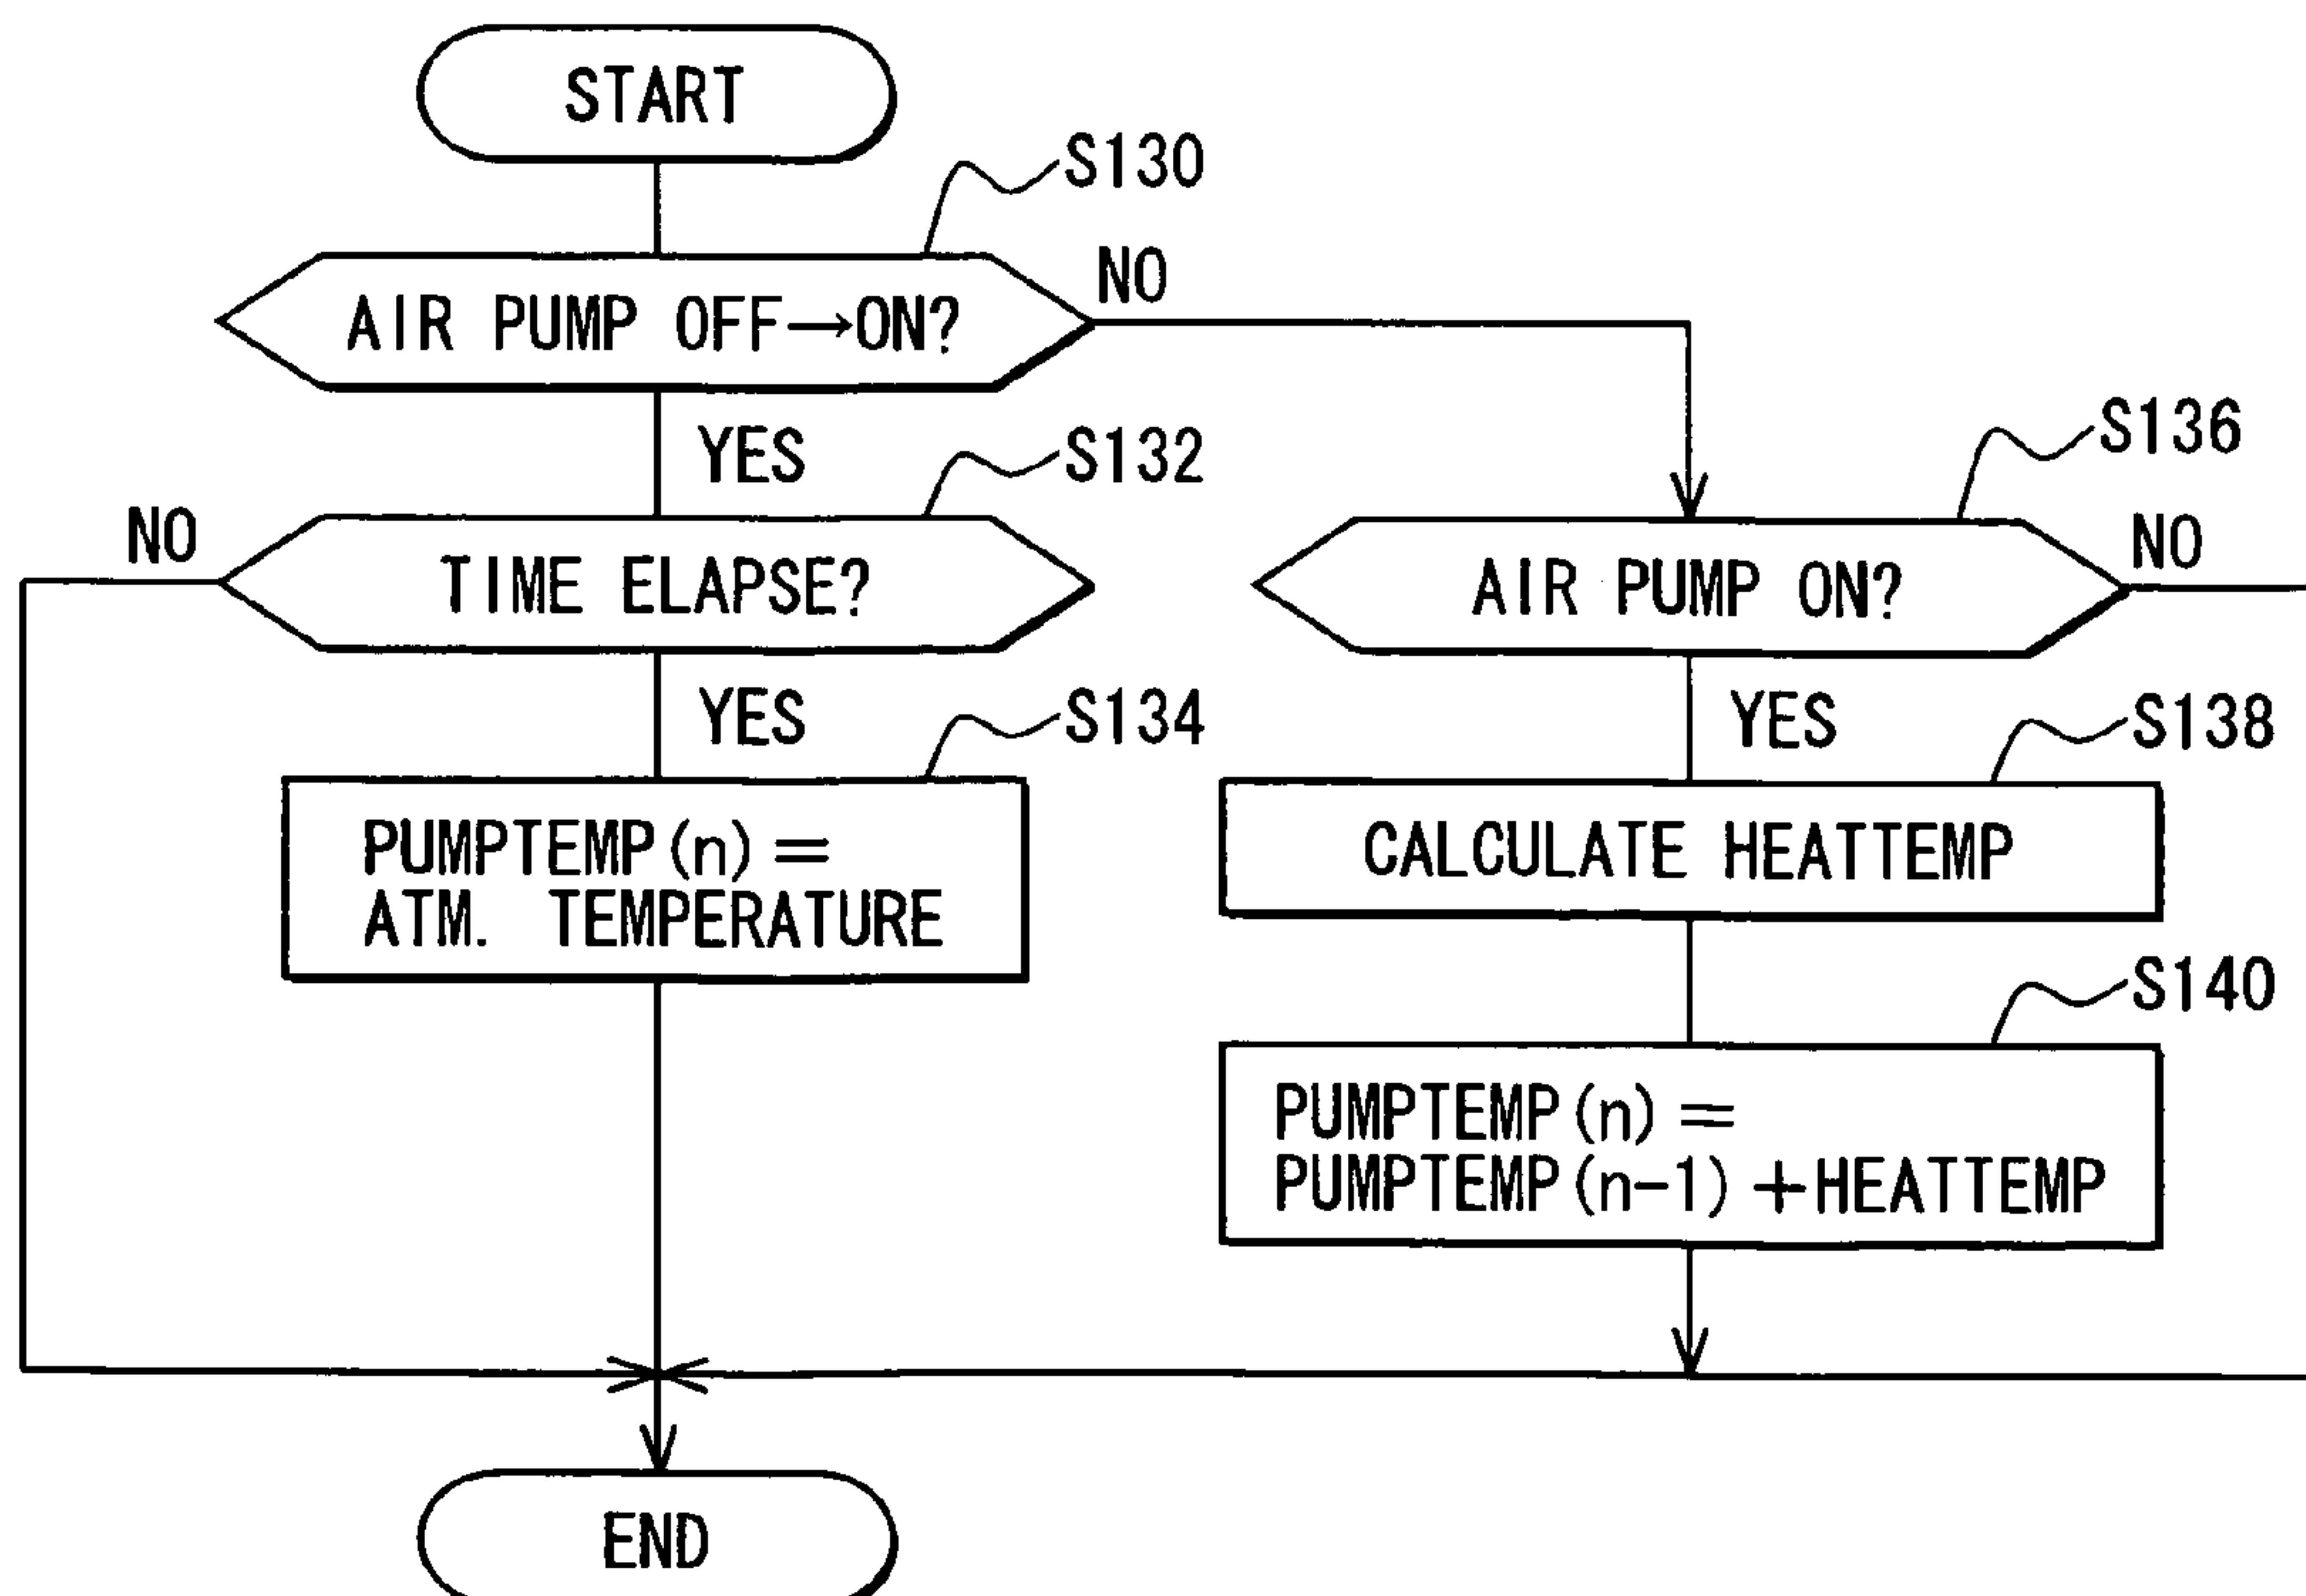 START
S130
AIR PUMP OFF→ON?
NO
YES
S132
NO
TIME ELAPSE?
YES
S134
PUMPTEMP(n)=
ATM. TEMPERATURE
S136
AIR PUMP ON?
NO
YES
S138
CALCULATE HEATTEMP
S140
PUMPTEMP(n)=
PUMPTEMP(n-1)+HEATTEMP
END